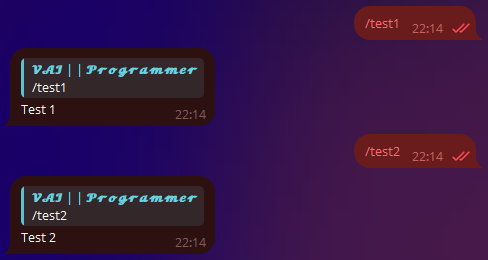 /test1 22:14
VAI || Programmer
/test1
Test 1
22:14
/test2 22:14
VAI || Programmer
/test2
Test 2
22:14